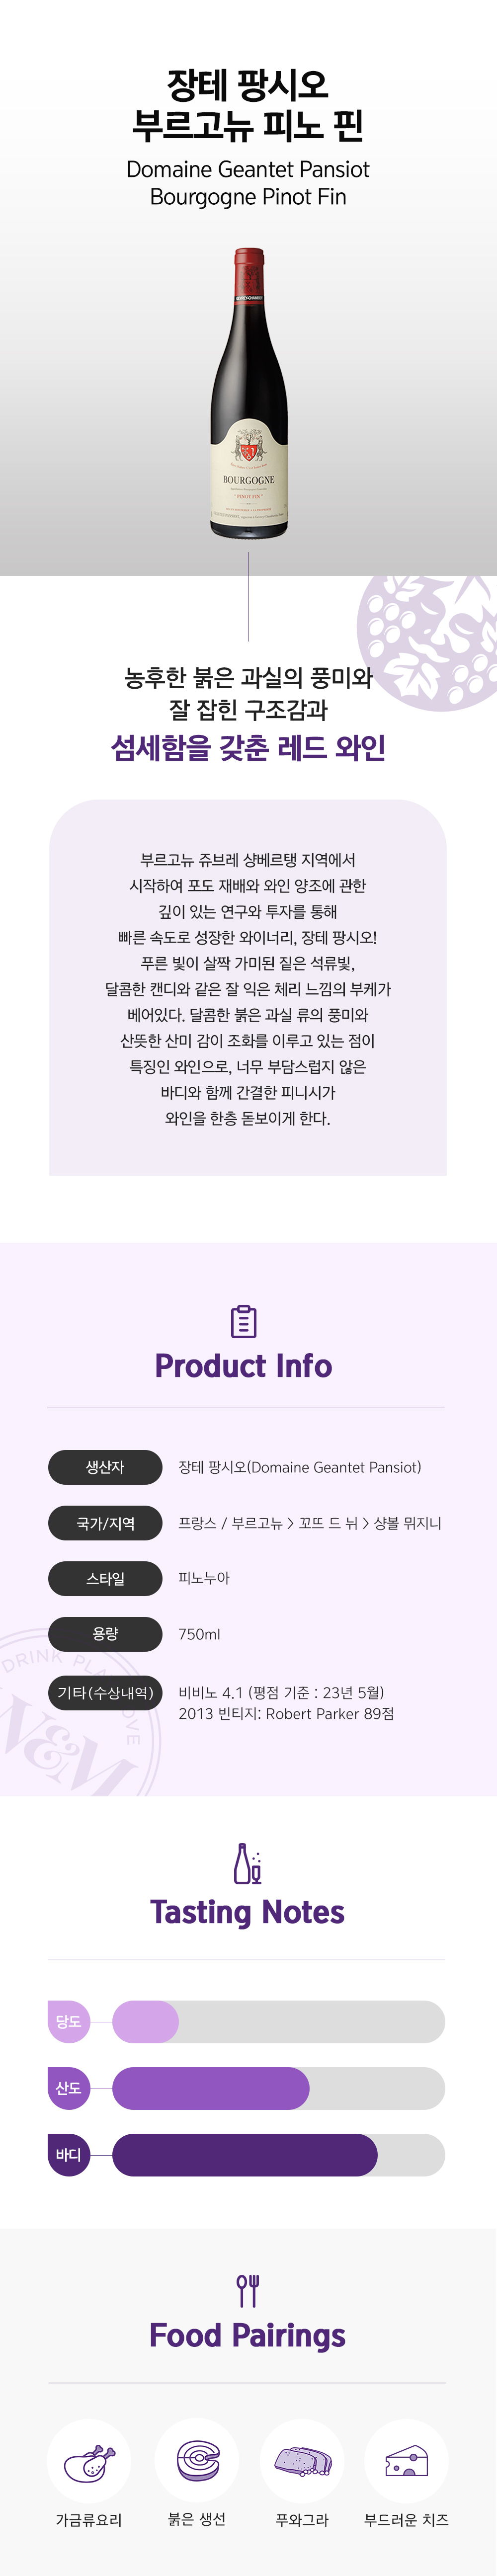 장테 팡시오
부르고뉴 피노 핀
Domaine Geantet Pansiot
Bourgogne Pinot Fin
BOURGOGNE
"PINOT FIN"
농후한 붉은 과실의 풍미와
잘 잡힌 구조감과
섬세함을 갖춘 레드 와인
부르고뉴 쥬브레 샹베르탱 지역에서
시작하여 포도 재배와 와인 양조에 관한
깊이 있는 연구와 투자를 통해
빠른 속도로 성장한 와이너리, 장테 팡시오!
푸른 빛이 살짝 가미된 짙은 석류빛,
달콤한 캔디와 같은 잘 익은 체리 느낌의 부케가
베어있다. 달콤한 붉은 과실 류의 풍미와
산뜻한 산미 감이 조화를 이루고 있는 점이
특징인 와인으로, 너무 부담스럽지 않은
바디와 함께 간결한 피니시가
와인을 한층 돋보이게 한다.
Product Info
생산자 장테 팡시오(Domaine Geantet Pansiot)
국가/지역 프랑스 / 부르고뉴 > 꼬뜨 드 뉘 > 샹볼 뮈지니
스타일 피노누아
용량 750ml
기타(수상내역) 비비노 4.1 (평점 기준 : 23년 5월)
2013 빈티지: Robert Parker 89점
DRINK PLA
OVE
W&M
Tasting Notes
당도
산도
바디
Food Pairings
가금류요리 붉은 생선 푸와그라 부드러운 치즈